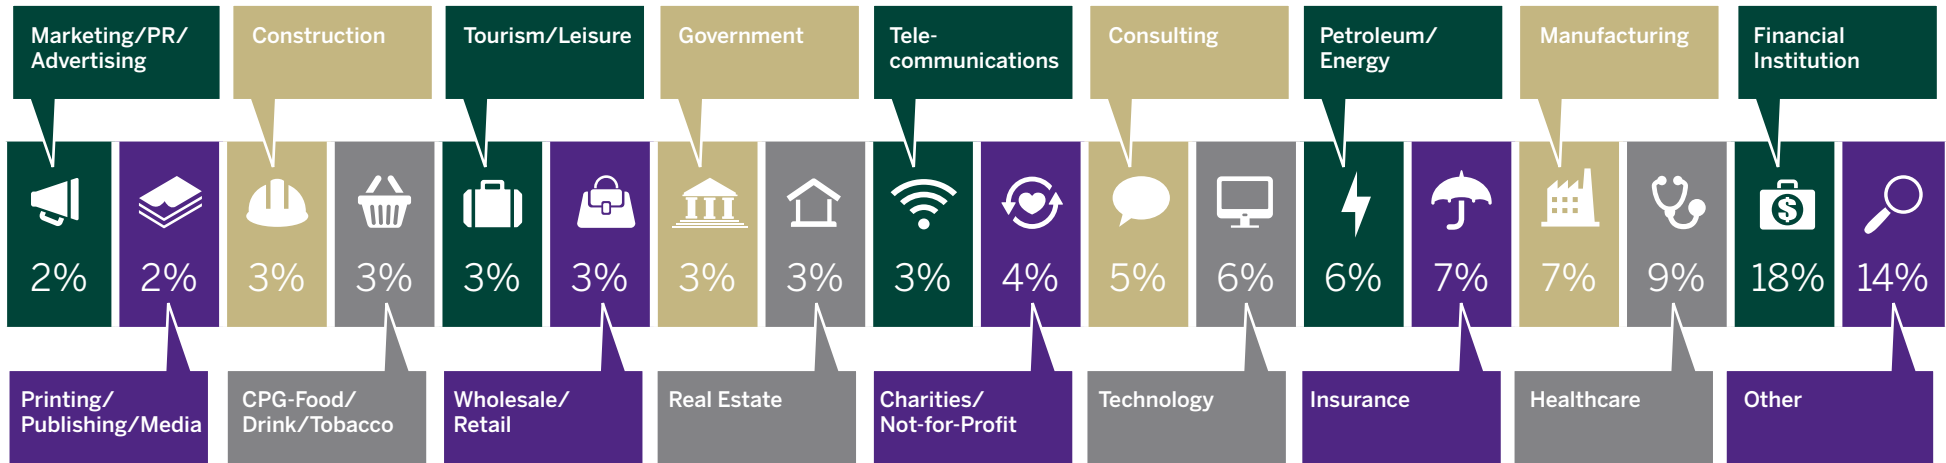 Marketing/PR/
Advertising
Construction
Tourism/Leisure
Government
Tele-
communications
Consulting
Petroleum/
Energy
Manufacturing
Financial
Institution
2%
2%
3%
3%
3%
3%
3%
3%
3%
4%
5%
6%
6%
7%
7%
9%
$
18%
14%
Printing/
Publishing/Media
CPG-Food/
Drink/Tobacco
Wholesale/
Retail
Real Estate
Charities/
Not-for-Profit
Technology
Insurance
Healthcare
Other